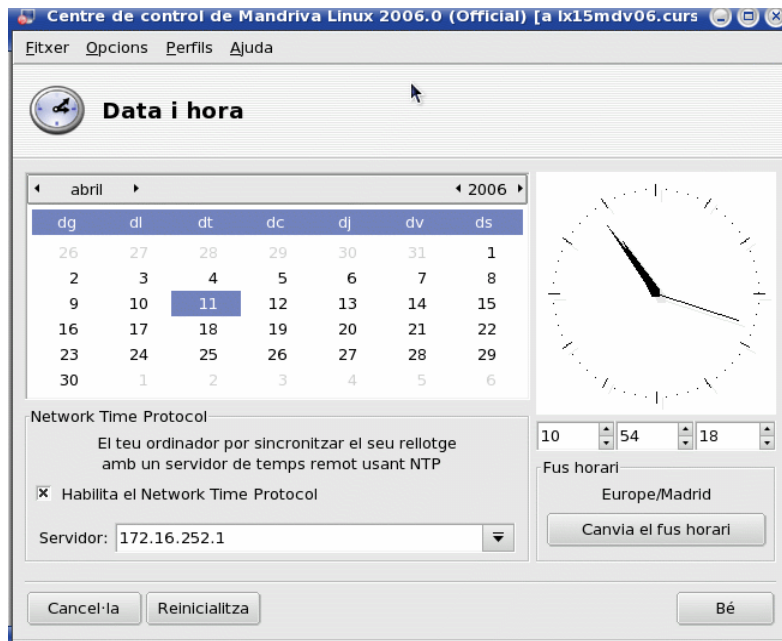 Centre de control de Mandriva Linux 2006.0 (Official) [a lx15mdv06.curs
Fitxer Opcions Perfils Ajuda
Data i hora
abril 2006
dg dl dt dc dj dv ds
26 27 28 29 30 31 1
2 3 4 5 6 7 8
9 10 11 12 13 14 15
16 17 18 19 20 21 22
23 24 25 26 27 28 29
30 1 2 3 4 5 6
10 54 18
Network Time Protocol
El teu ordinador por sincronitzar el seu rellotge
amb un servidor de temps remot usant NTP
Habilita el Network Time Protocol
Servidor: 172.16.252.1
Fus horari
Europe/Madrid
Canvia el fus horari
Cancel·la Reinicialitza Bé